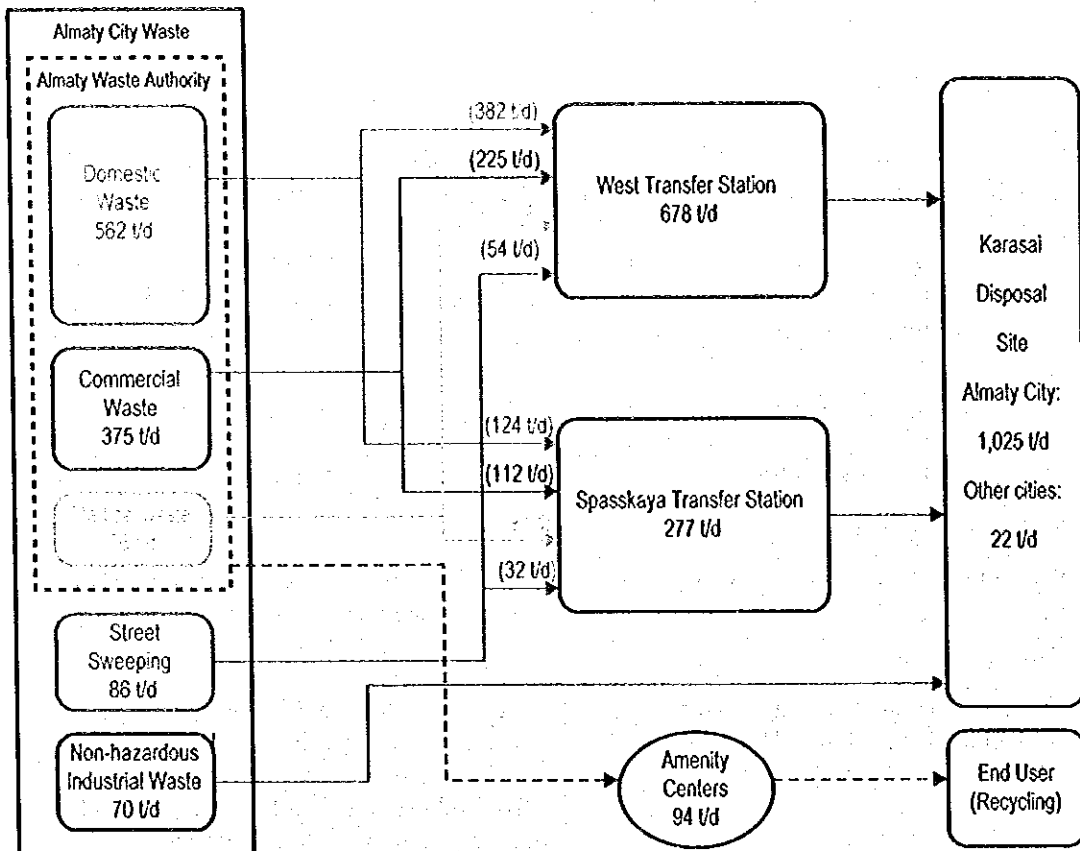 Almaty City Waste
Almaty Waste Authority
Domestic
Waste
562 t/d
Commercial
Waste
375 t/d
Street
Sweeping
86 t/d
Non-hazardous
Industrial Waste
70 t/d
(382 t/d)
(225 t/d)
(54 t/d)
West Transfer Station
678 t/d
(124 t/d)
(112 t/d)
(32 t/d)
Spasskaya Transfer Station
277 t/d
Amenity
Centers
94 t/d
Karasai
Disposal
Site
Almaty City:
1,025 t/d
Other cities:
22 t/d
End User
(Recycling)